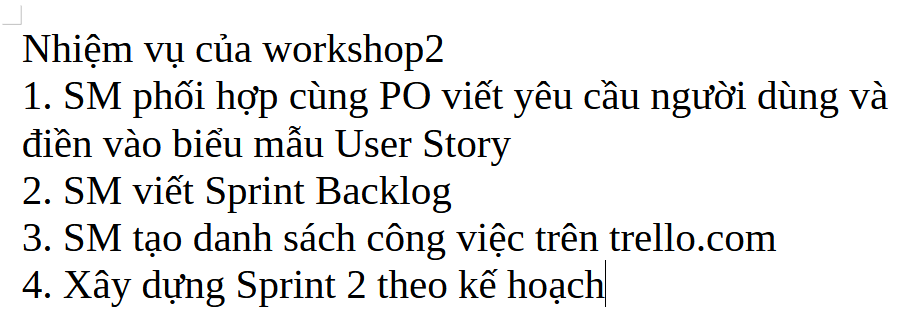 Nhiệm vụ của workshop2
1. SM phối hợp cùng PO viết yêu cầu người dùng và
điền vào biểu mẫu User Story
2. SM viết Sprint Backlog
3. SM tạo danh sách công việc trên trello.com
4. Xây dựng Sprint 2 theo kế hoạch